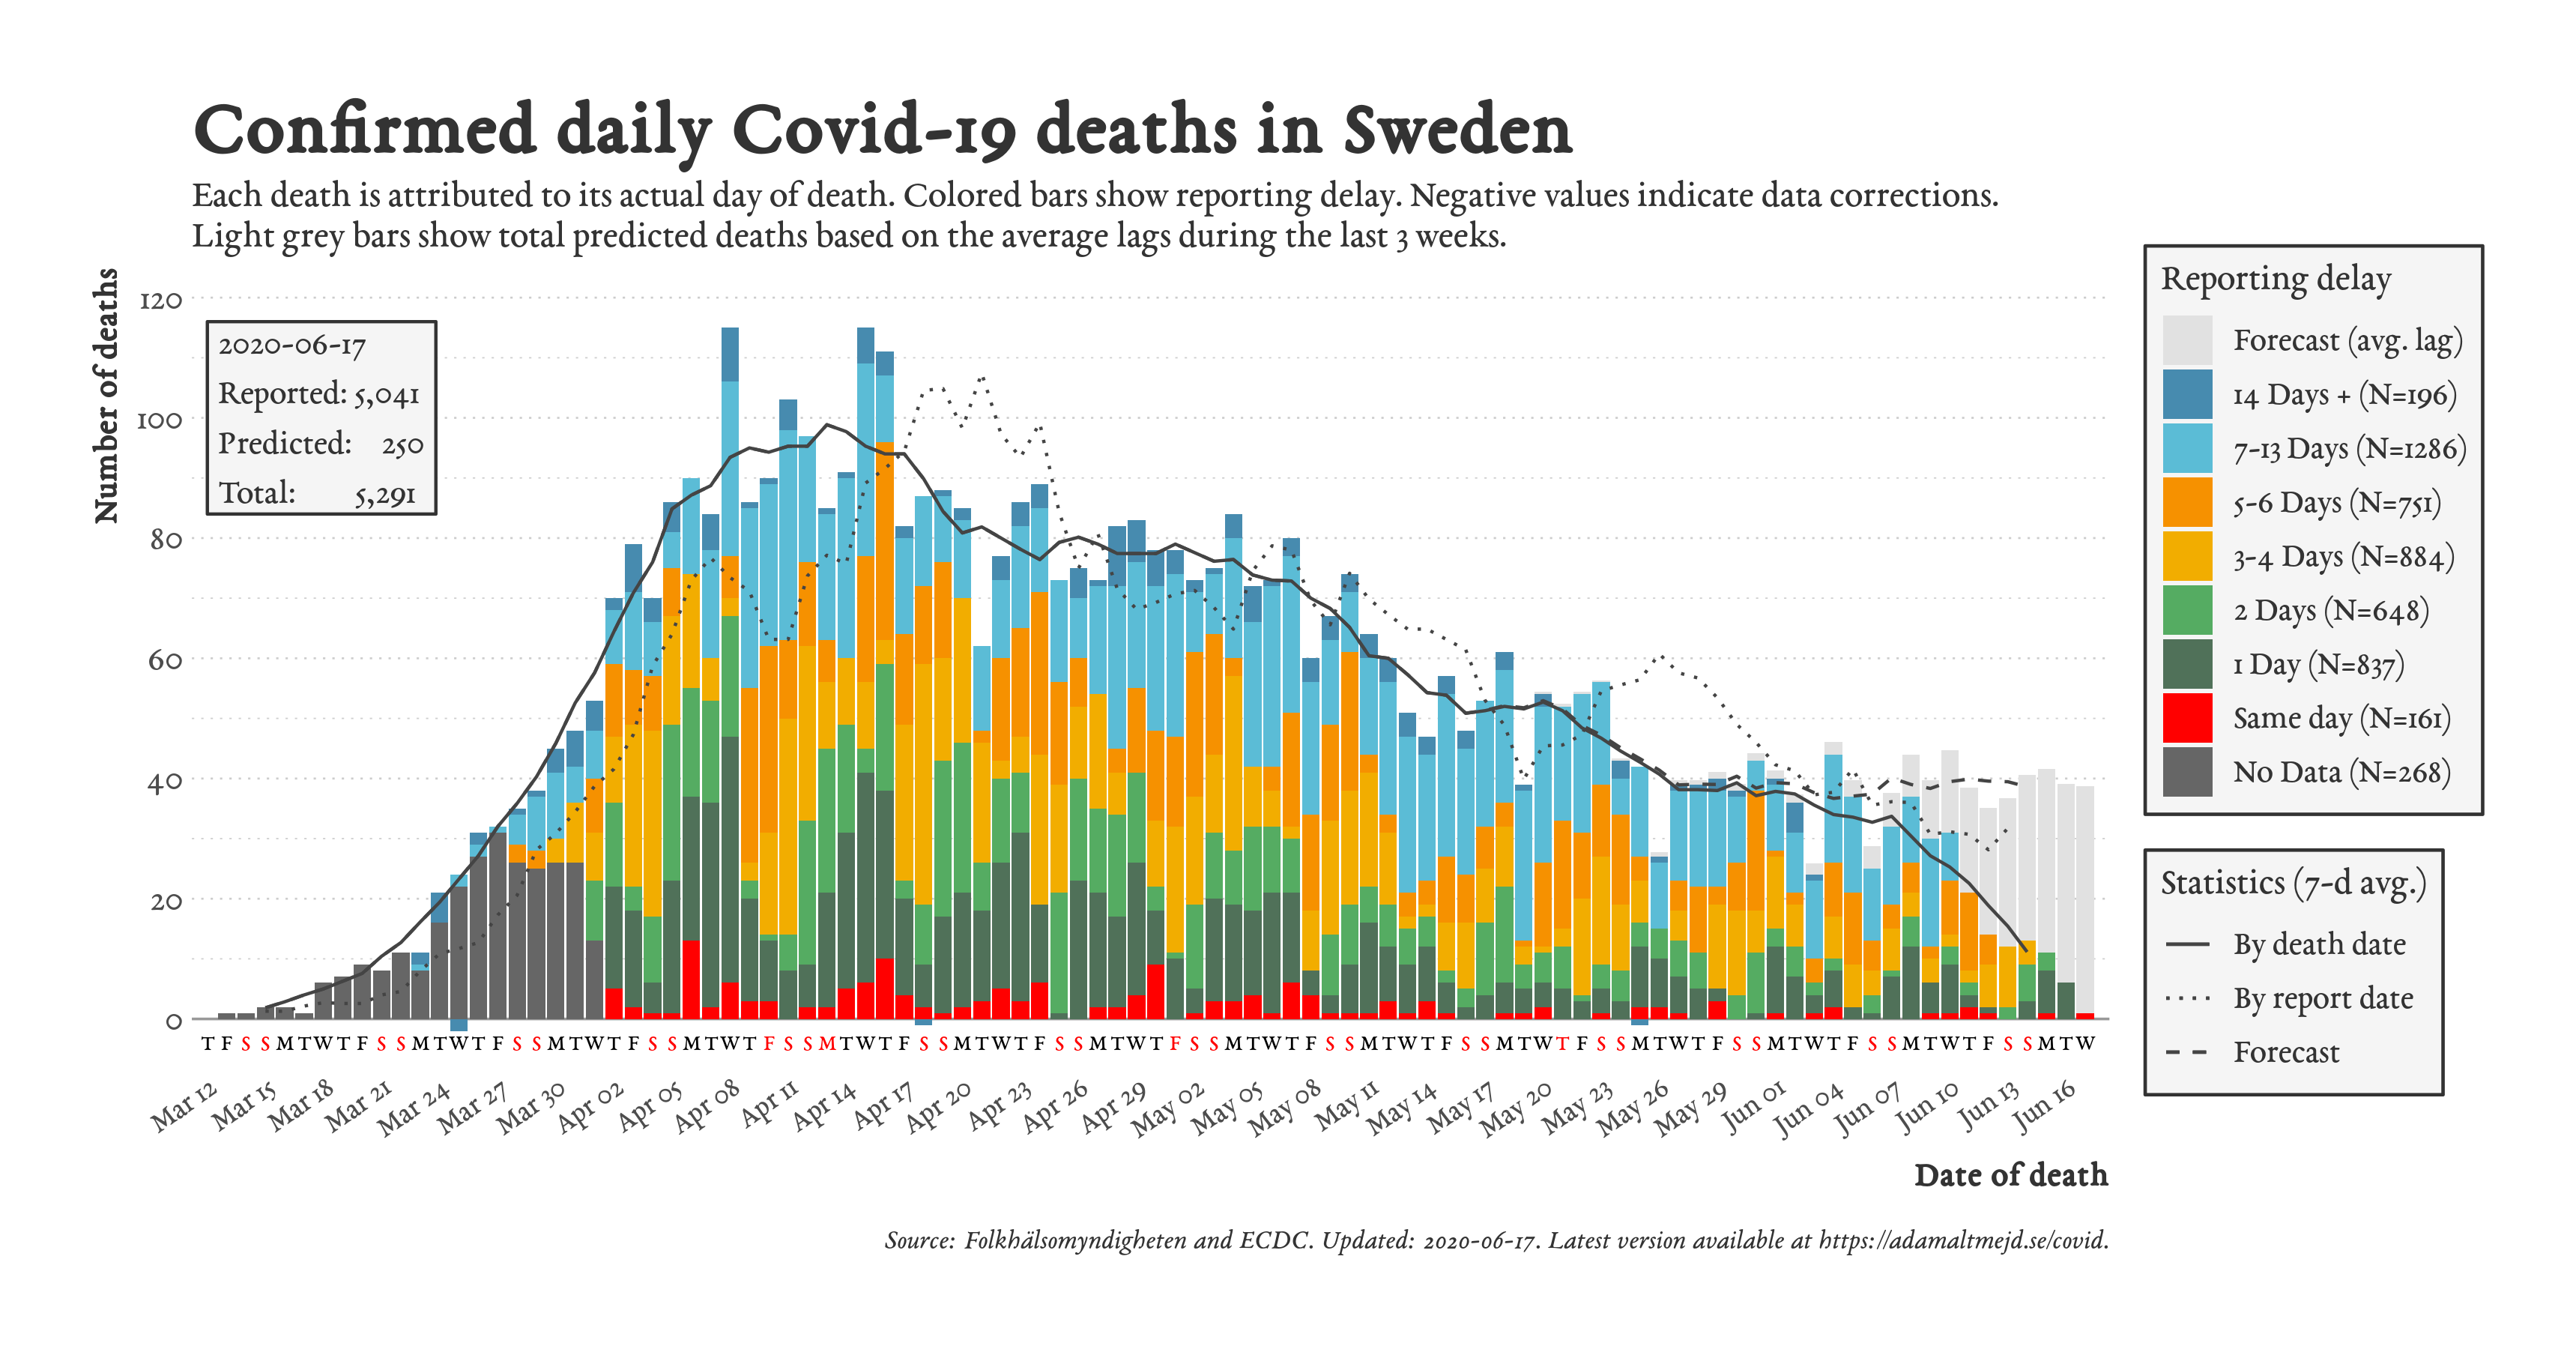 Confirmed daily Covid-19 deaths in Sweden
Each death is attributed to its actual day of death. Colored bars show reporting delay. Negative values indicate data corrections.
Light grey bars show total predicted deaths based on the average lags during the last 3 weeks.
Number of deaths
120
100
80
60
40
20
0
2020-06-17
Reported: 5,041
Predicted: 250
Total: 5,291
T F S S M T W T F S S M T W T F S S M T W T F S S M T W T F S S M T W T F S S M T W T F S S M T W T F S S M T W T F S S M T W T F S S M T W T F S S M T W T F S S M T W T F S S M T W T F S S M T W
Mar 12 Mar 15 Mar 18 Mar 21 Mar 24 Mar 27 Mar 30 Apr 02 Apr 05 Apr 08 Apr 11 Apr 14 Apr 17 Apr 20 Apr 23 Apr 26 Apr 29 May 02 May 05 May 08 May 11 May 14 May 17 May 20 May 23 May 26 May 29 Jun 01 Jun 04 Jun 07 Jun 10 Jun 13 Jun 16
Date of death
Reporting delay
Forecast (avg. lag)
14 Days + (N=196)
7-13 Days (N=1286)
5-6 Days (N=751)
3-4 Days (N=884)
2 Days (N=648)
1 Day (N=837)
Same day (N=161)
No Data (N=268)
Statistics (7-d avg.)
By death date
By report date
Forecast
Source: Folkhälsomyndigheten and ECDC. Updated: 2020-06-17. Latest version available at https://adamaltmejd.se/covid.